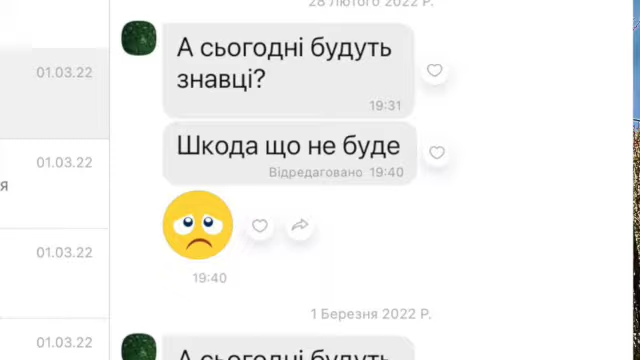 28 Лютого 2022 Р.
А сьогодні будуть
знавці?
19:31
Шкода що не буде
Відредаговано 19:40
19:40
1 Березня 2022 Р.
А сьогодні будуть
01.03.22
01.03.22
я
01.03.22
01.03.22